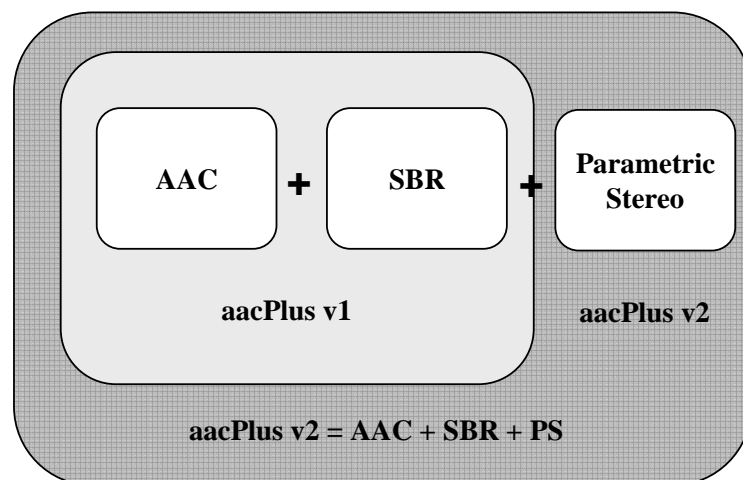 AAC + SBR + Parametric
Stereo
aacPlus v1
aacPlus v2
aacPlus v2 = AAC + SBR + PS